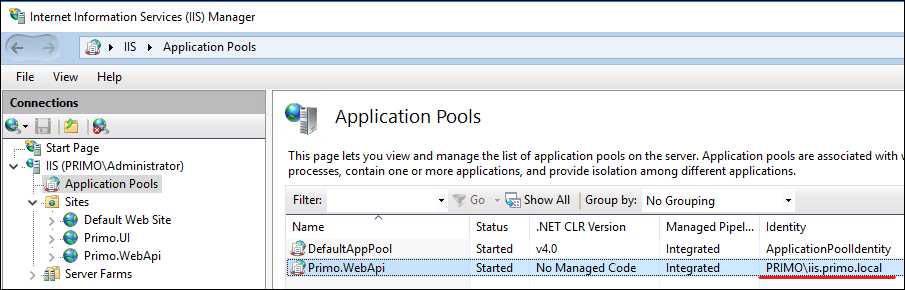 Internet Information Services (IIS) Manager
IIS Application Pools
File View Help
Connections
Start Page
IIS (PRIMO\Administrator)
Application Pools
Sites
Default Web Site
Primo.UI
Primo.WebApi
Server Farms
Application Pools
This page lets you view and manage the list of application pools on the server. Application pools are associated with
processes, contain one or more applications, and provide isolation among different applications.
Filter: Go Show All Group by: No Grouping
Name Status .NET CLR Version Managed Pipel... Identity
DefaultAppPool Started v4.0 Integrated ApplicationPoolIdentity
Primo.WebApi Started No Managed Code Integrated PRIMO\iis.primo.local